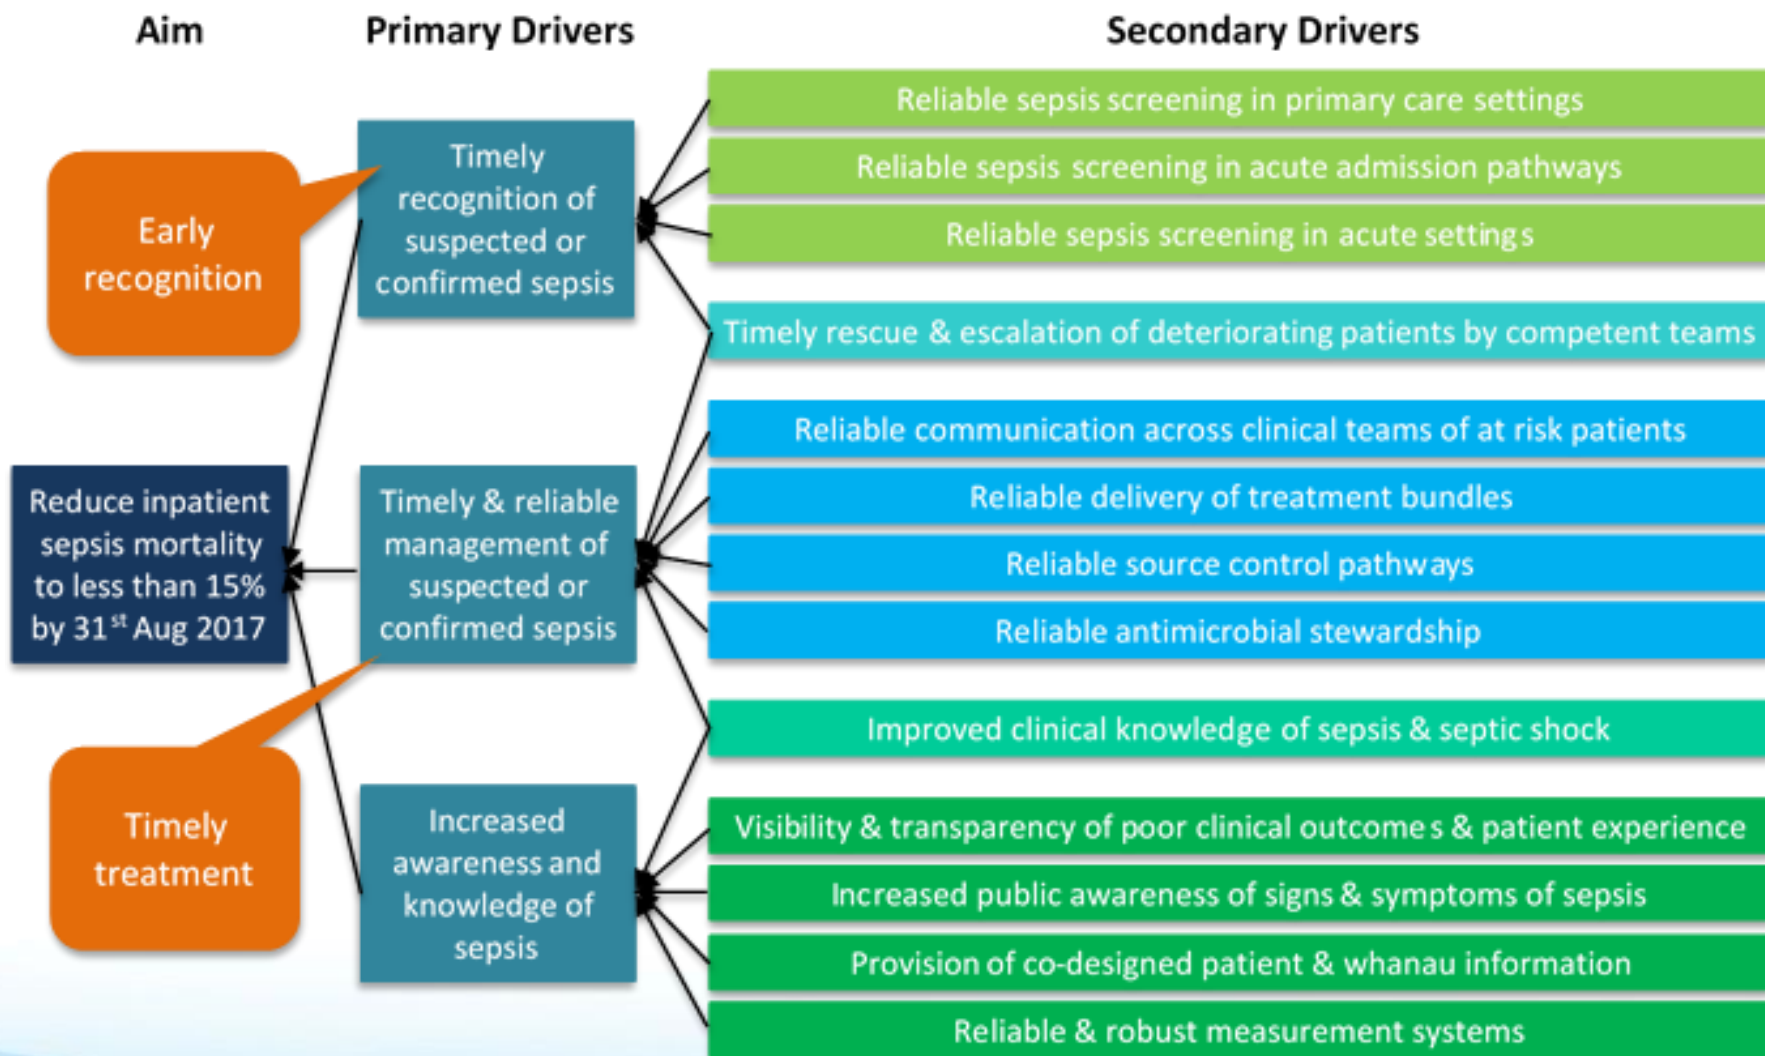 Aim
Primary Drivers
Secondary Drivers
Early
recognition
Timely
treatment
Reduce inpatient
sepsis mortality
to less than 15%
by 31st Aug 2017
Timely
recognition of
suspected or
confirmed sepsis
Timely & reliable
management of
suspected or
confirmed sepsis
Increased
awareness and
knowledge of
sepsis
Reliable sepsis screening in primary care settings
Reliable sepsis screening in acute admission pathways
Reliable sepsis screening in acute settings
Timely rescue & escalation of deteriorating patients by competent teams
Reliable communication across clinical teams of at risk patients
Reliable delivery of treatment bundles
Reliable source control pathways
Reliable antimicrobial stewardship
Improved clinical knowledge of sepsis & septic shock
Visibility & transparency of poor clinical outcomes & patient experience
Increased public awareness of signs & symptoms of sepsis
Provision of co-designed patient & whanau information
Reliable & robust measurement systems